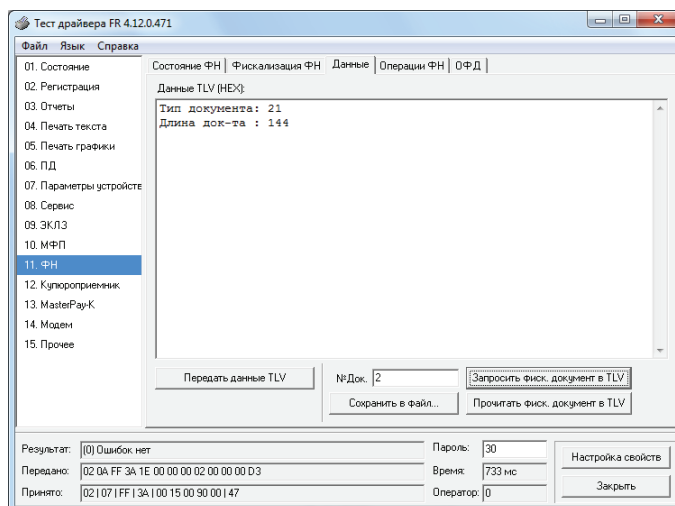 Тест драйвера FR 4.12.0.471
Файл Язык Справка
01. Состояние
02. Регистрация
03. Отчеты
04. Печать текста
05. Печать графики
06. ПД
07. Параметры устройстве
08. Сервис
09. ЭКЛЗ
10. МФП
11. ФН
12. Купюроприемник
13. MasterPay-K
14. Модем
15. Прочее
Состояние ФН Фискализация ФН Данные Операции ФН ОФД
Данные TLV (HEX):
Тип документа: 21
Длина док-та : 144
Передать данные TLV
№Док. 2
Запросить фиск. документ в TLV
Сохранить в файл...
Прочитать фиск. документ в TLV
Результат: (0) Ошибок нет
Передано: 02 0A FF 3A 1E 00 00 00 02 00 00 00 D3
Принято: 02 | 07 | FF | 3A | 00 15 00 90 00 | 47
Пароль: 30
Время: 733 мс
Оператор: 0
Настройка свойств
Закрыть